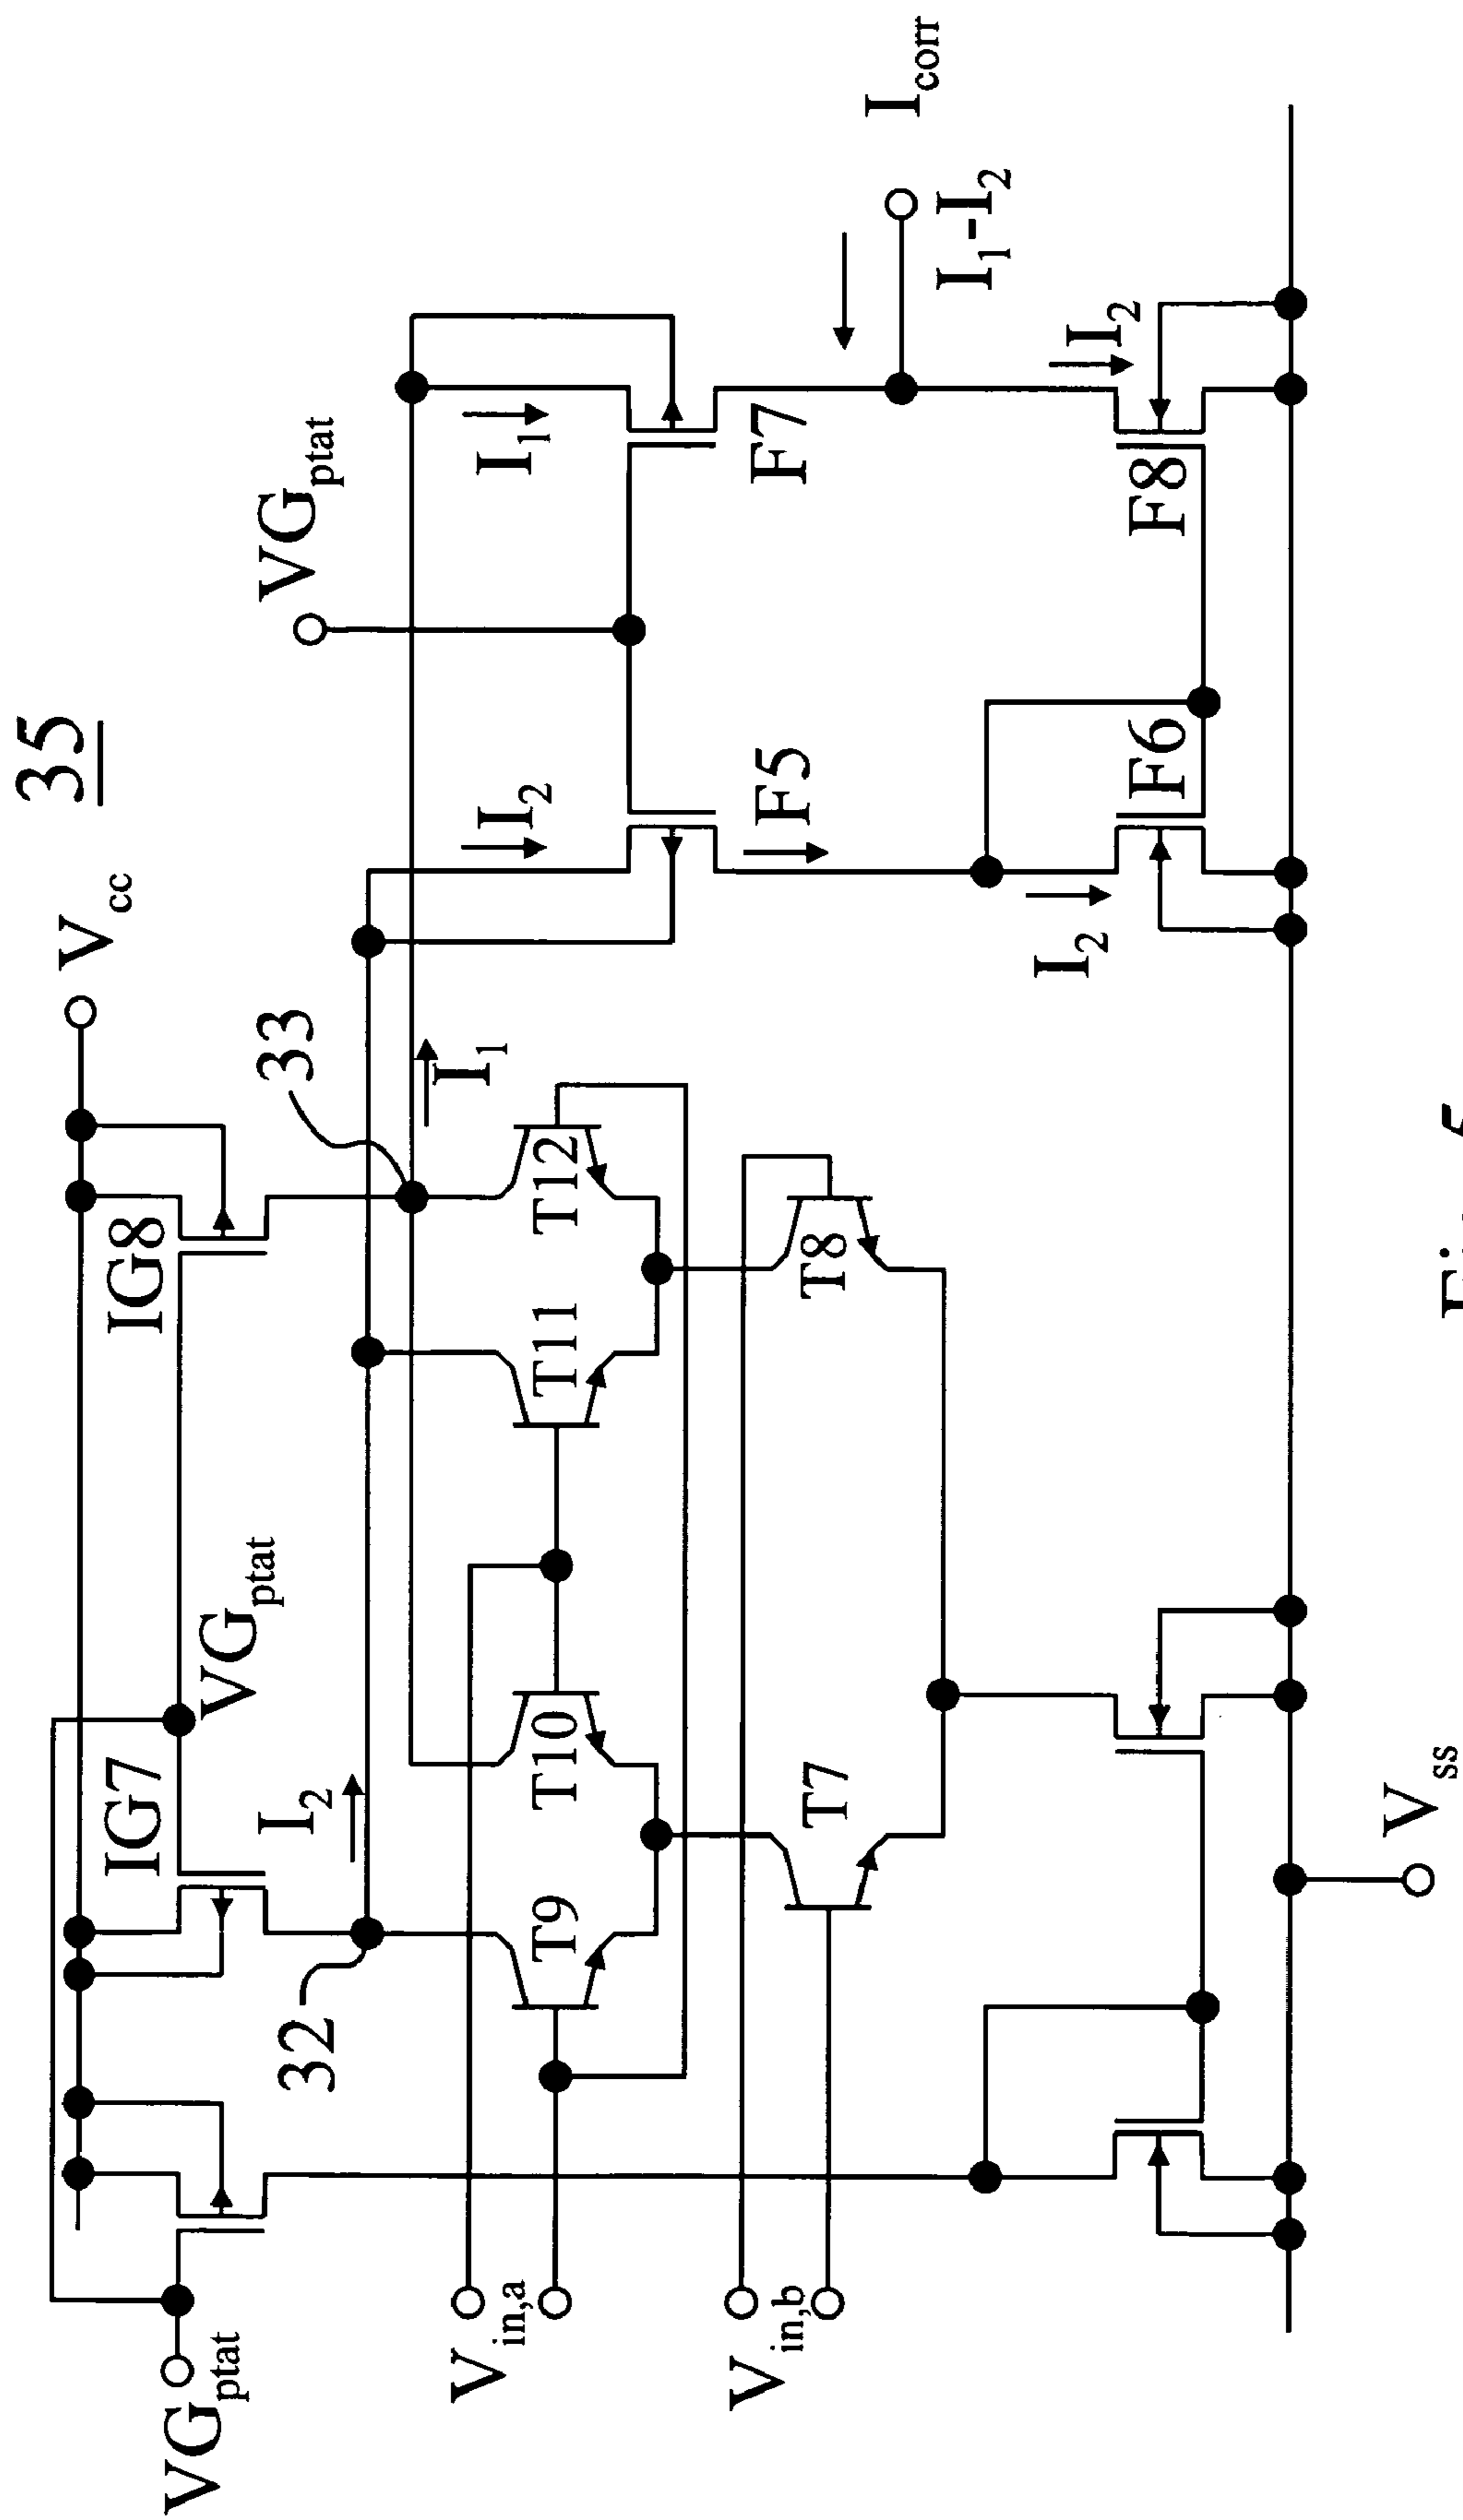 35
VGptat
Vcc
IG7
IG8
VGptat
VGptat
32
33
I2
I1
I2
I1
T9
T10
T11
T12
Vin,a
Vin,b
T7
T8
F5
F7
Icorr
I1-I2
I2
I2
F6
F8
Vss